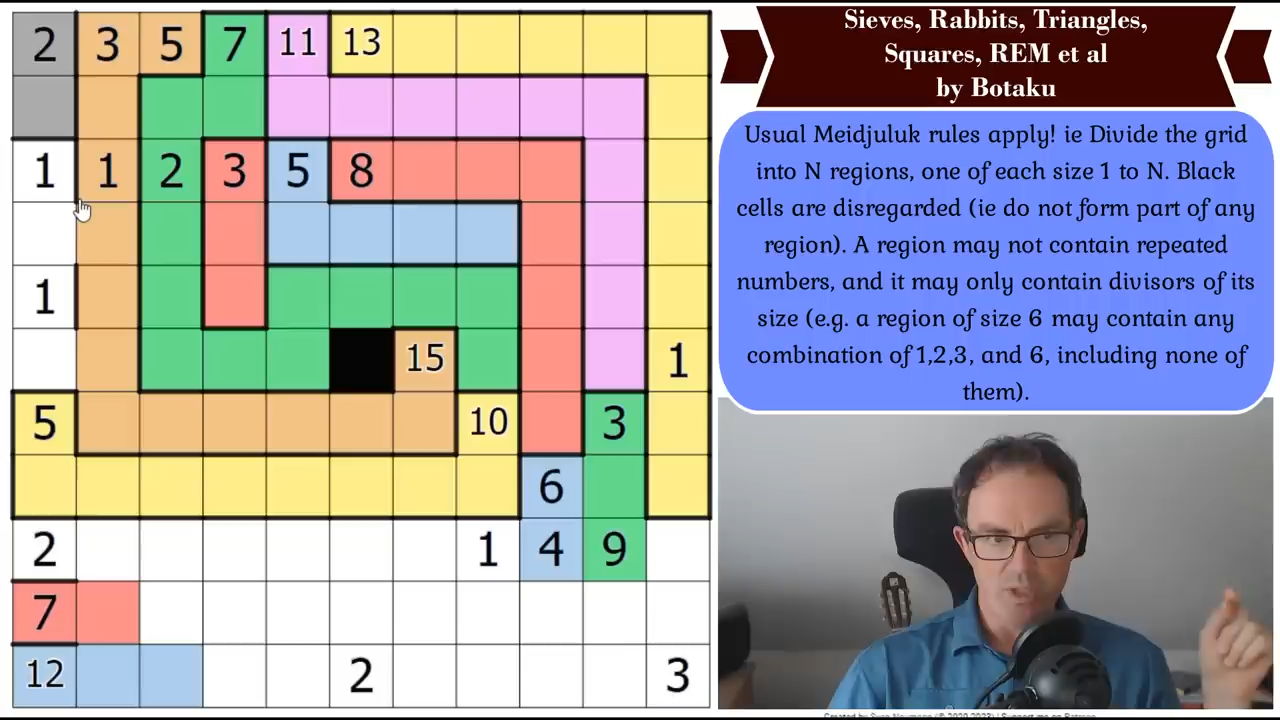 Sieves, Rabbits, Triangles,
Squares, REM et al
by Botaku
Usual Meidjuluk rules apply! ie Divide the grid
into N regions, one of each size 1 to N. Black
cells are disregarded (ie do not form part of any
region). A region may not contain repeated
numbers, and it may only contain divisors of its
size (e.g. a region of size 6 may contain any
combination of 1,2,3, and 6, including none of
them).
2 3 5 7 11 13
1 1 2 3 5 8
1
15 1
5 10 3
6
2 1 4 9
7
12 2 3